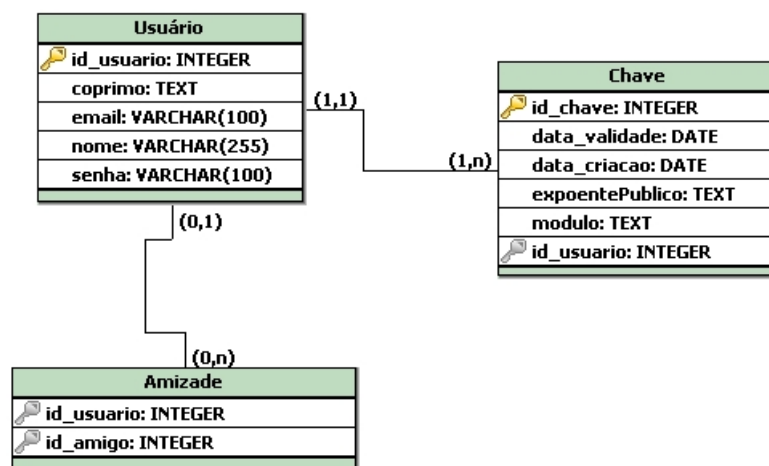 Usuário
id_usuario: INTEGER
coprimo: TEXT
email: VARCHAR(100)
nome: VARCHAR(255)
senha: VARCHAR(100)
(1,1)
(1,n)
Chave
id_chave: INTEGER
data_validade: DATE
data_criacao: DATE
expoentePublico: TEXT
modulo: TEXT
id_usuario: INTEGER
(0,1)
(0,n)
Amizade
id_usuario: INTEGER
id_amigo: INTEGER